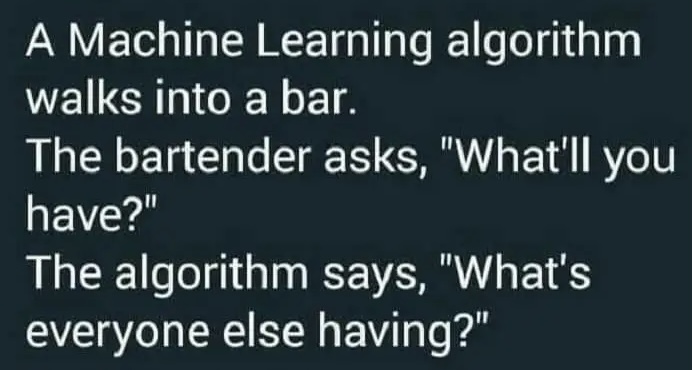 A Machine Learning algorithm
walks into a bar.
The bartender asks, "What'll you
have?"
The algorithm says, "What's
everyone else having?"